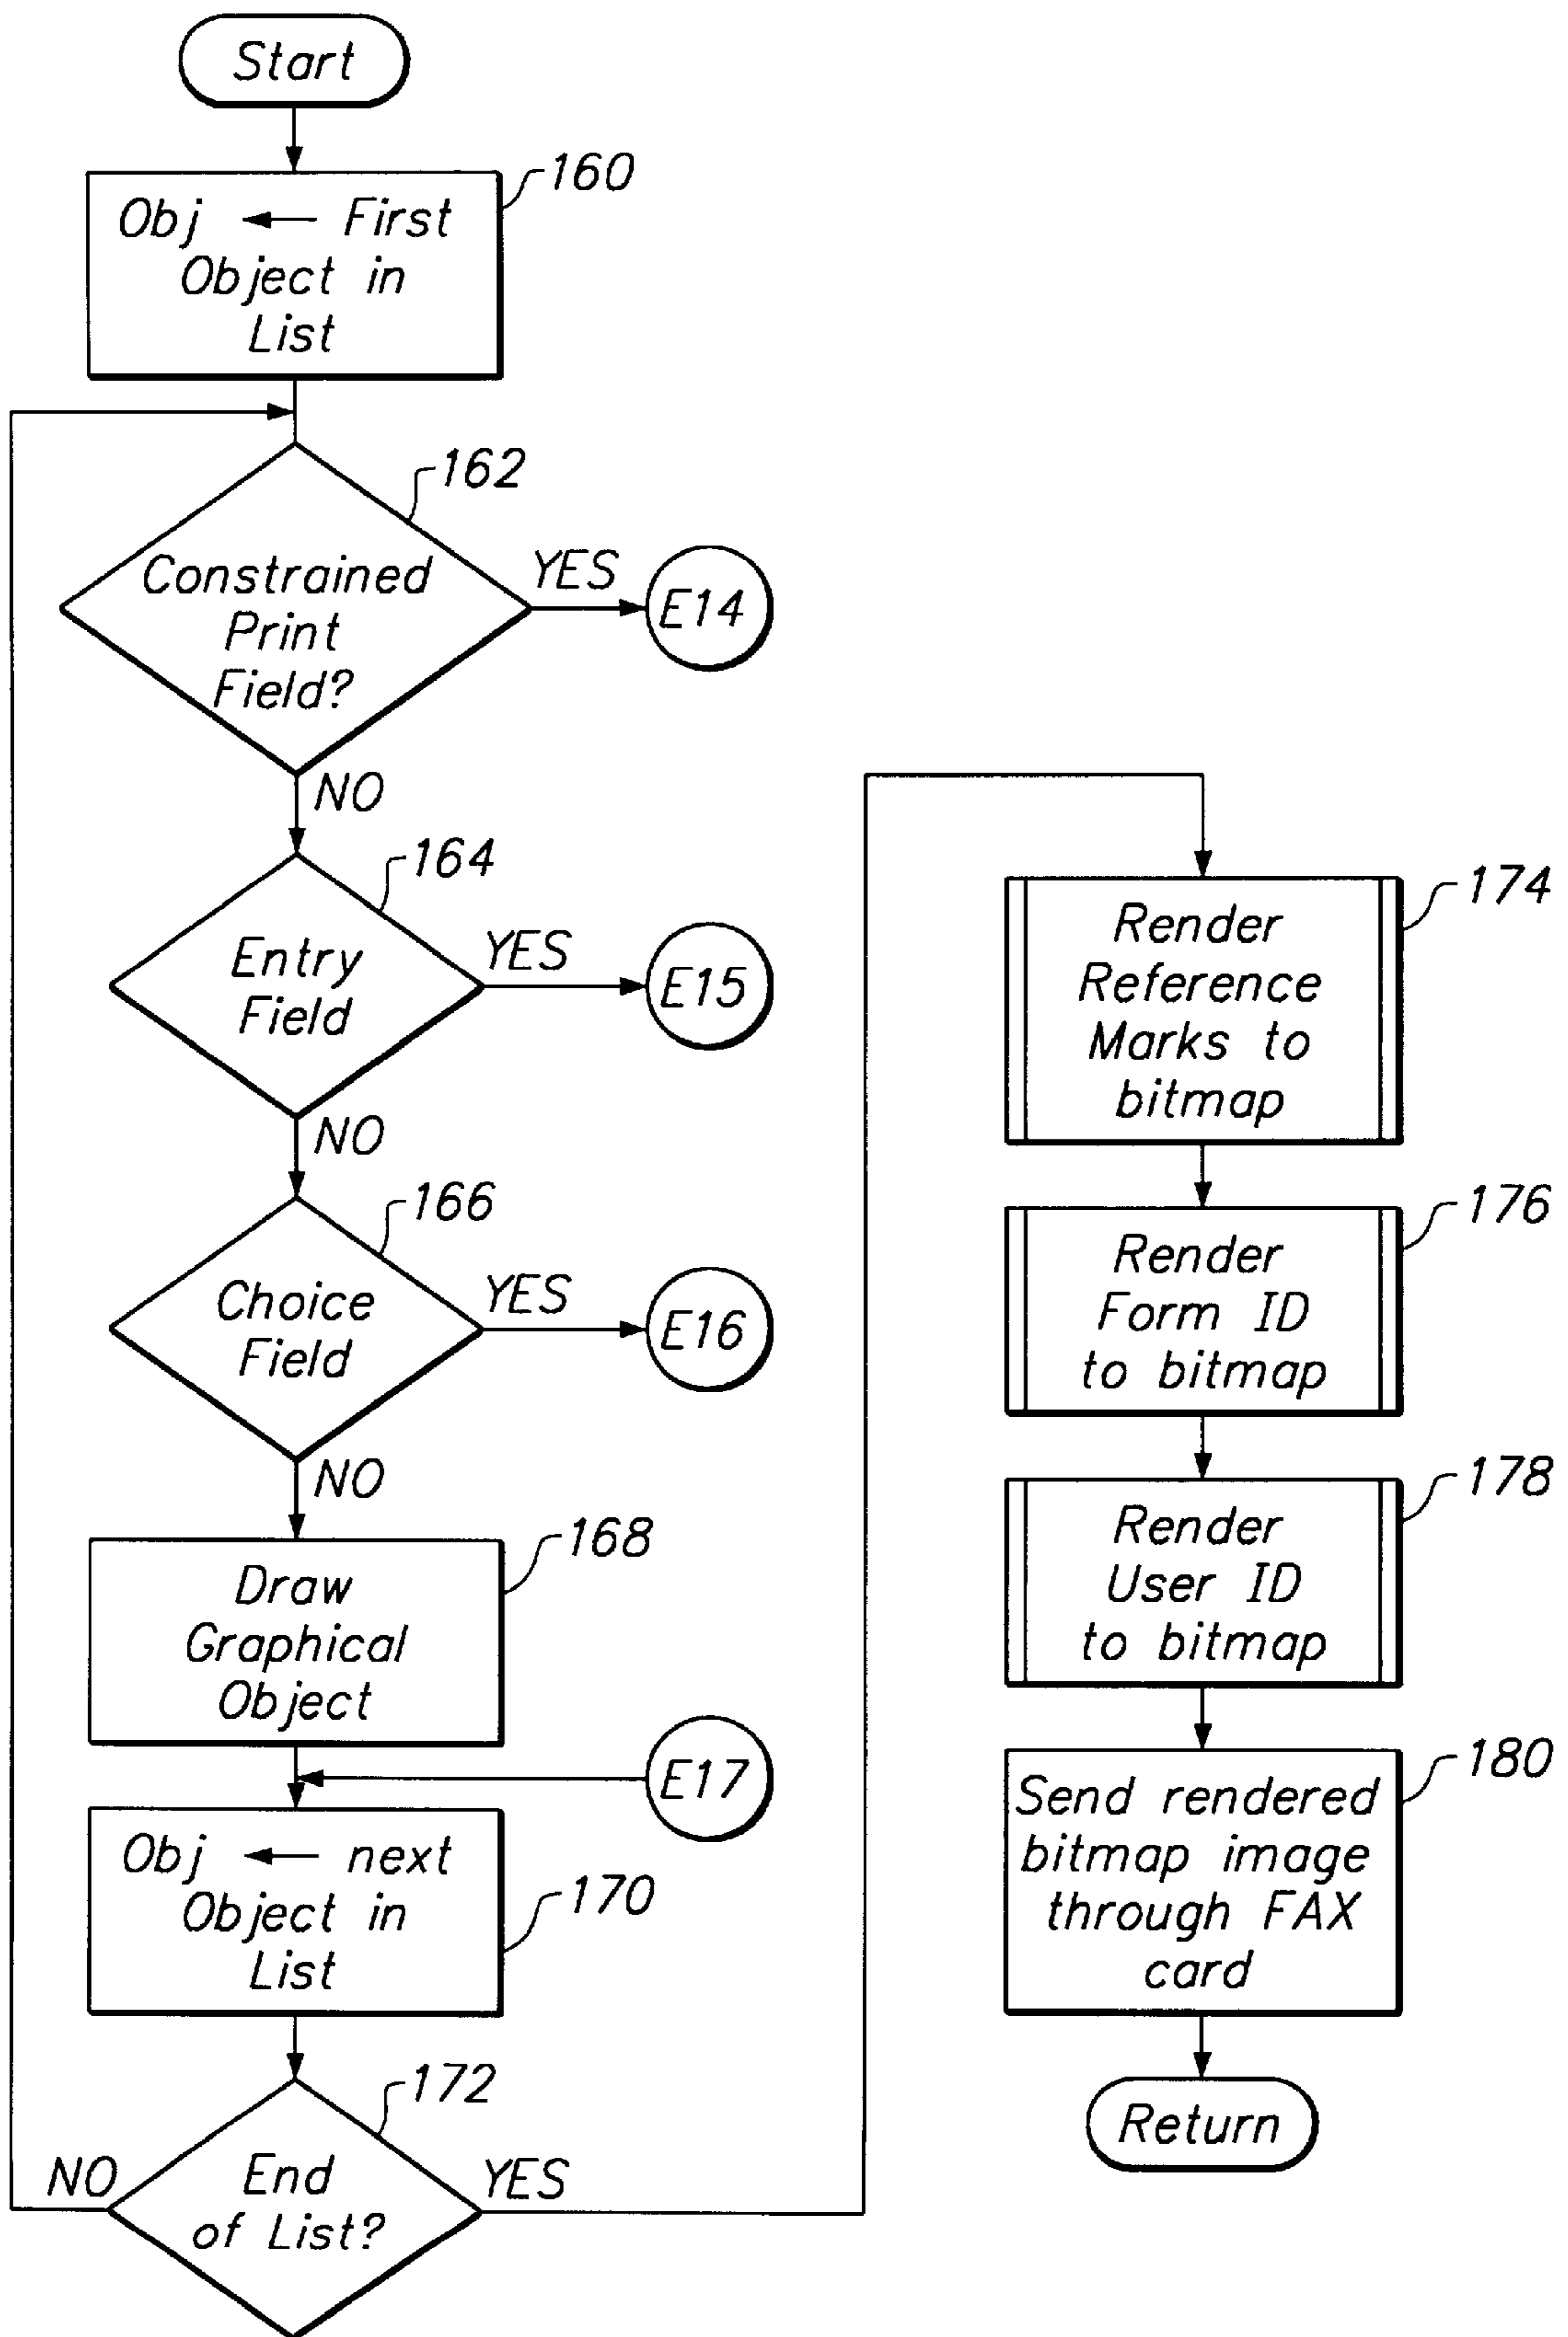 Start
160
Obj ← First
Object in
List
162
Constrained
Print
Field?
YES
E14
NO
164
Entry
Field
YES
E15
NO
166
Choice
Field
YES
E16
NO
168
Draw
Graphical
Object
E17
Obj ← next
Object in
List
170
172
End
of List?
NO
YES
174
Render
Reference
Marks to
bitmap
176
Render
Form ID
to bitmap
178
Render
User ID
to bitmap
180
Send rendered
bitmap image
through FAX
card
Return